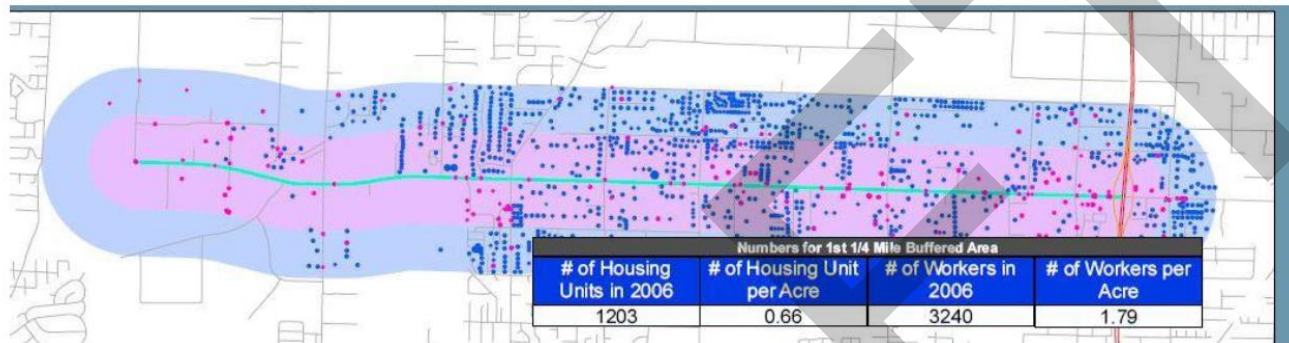 Numbers for 1st 1/4 Mile Buffered Area
# of Housing Units in 2006
# of Housing Unit per Acre
# of Workers in 2006
# of Workers per Acre
1203
0.66
3240
1.79